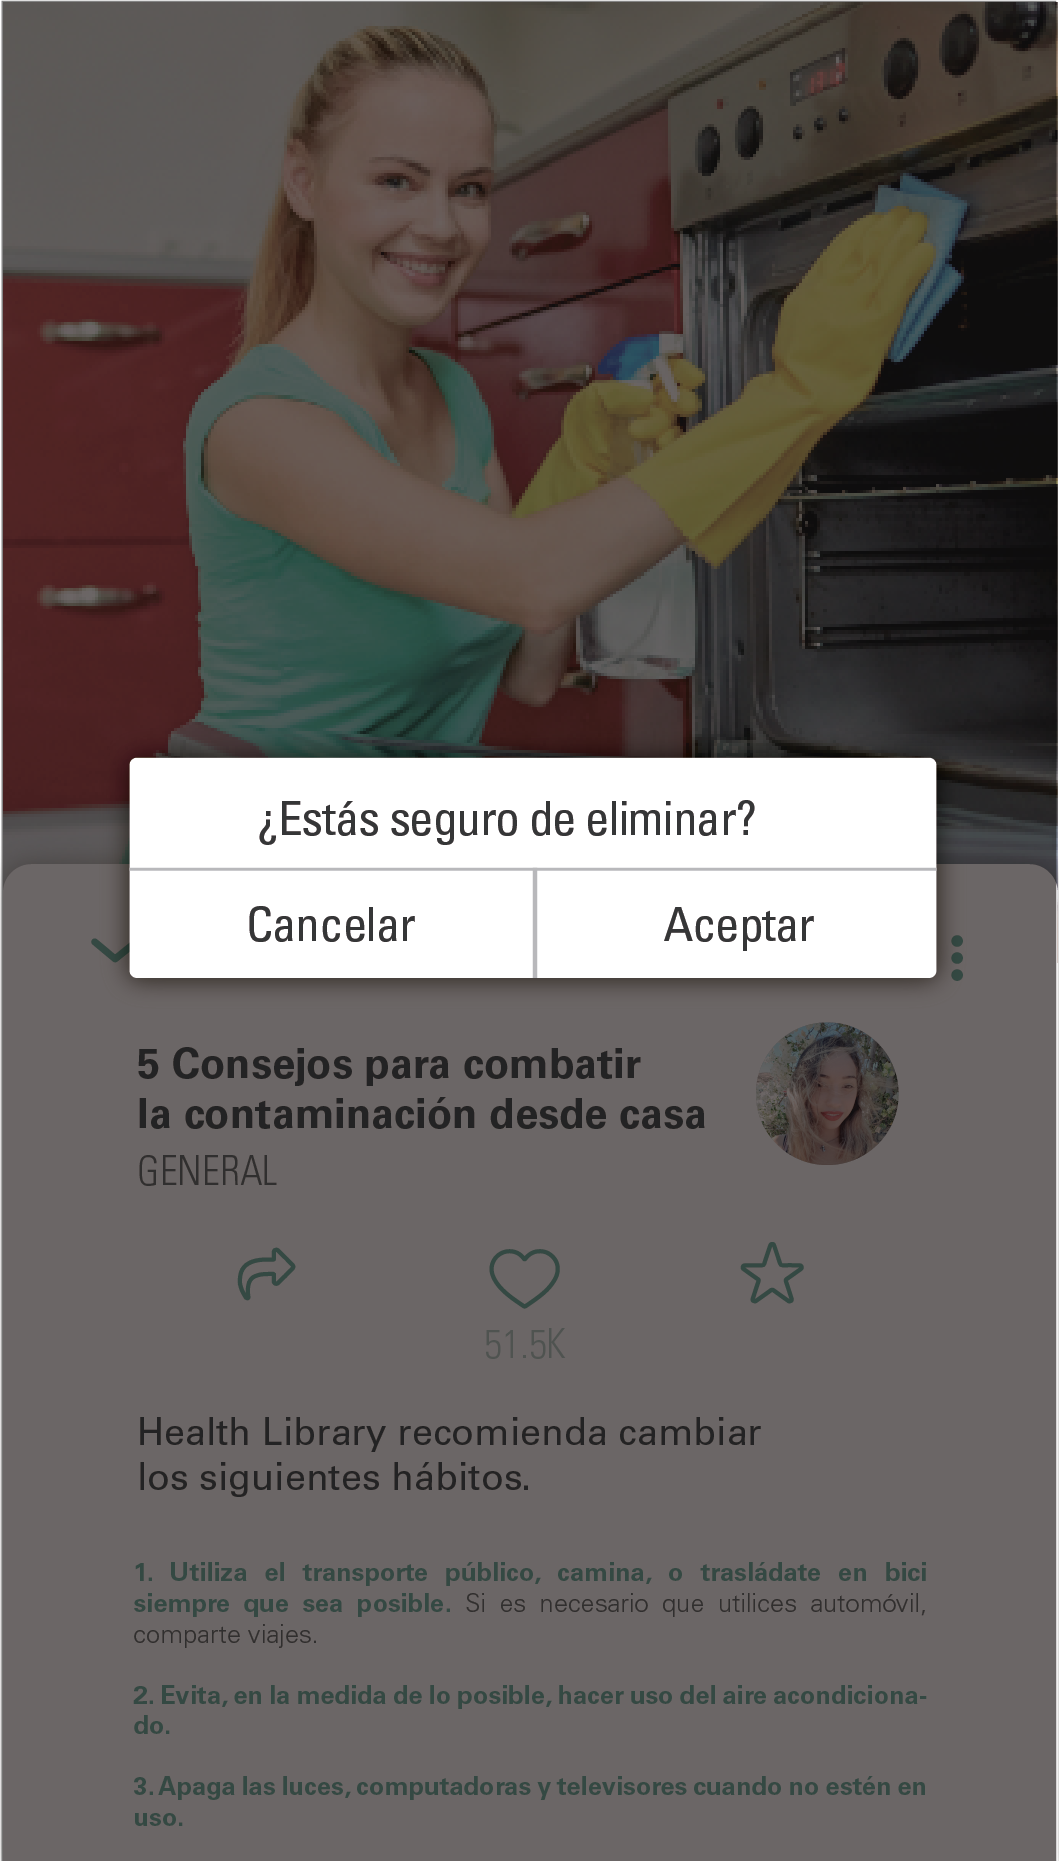 ¿Estás seguro de eliminar?
Cancelar
Aceptar
5 Consejos para combatir
la contaminación desde casa
GENERAL
51.5K
Health Library recomienda cambiar
los siguientes hábitos.
1. Utiliza el transporte público, camina, o trasládate en bici
siempre que sea posible. Si es necesario que utilices automóvil,
comparte viajes.
2. Evita, en la medida de lo posible, hacer uso del aire acondiciona-
do.
3. Apaga las luces, computadoras y televisores cuando no estén en
uso.